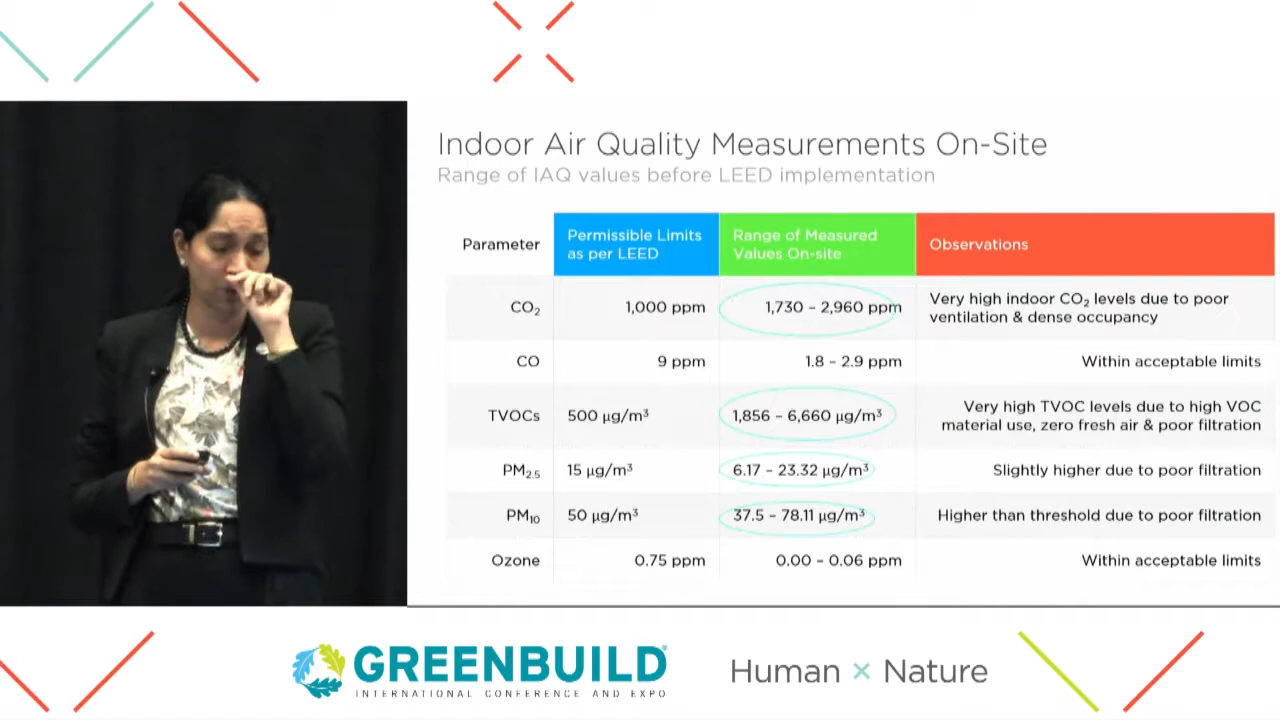 Indoor Air Quality Measurements On-Site
Range of IAQ values before LEED implementation
Parameter
Permissible Limits
as per LEED
Range of Measured
Values On-site
Observations
CO₂
1,000 ppm
1,730 – 2,960 ppm
Very high indoor CO₂ levels due to poor
ventilation & dense occupancy
CO
9 ppm
1.8 – 2.9 ppm
Within acceptable limits
TVOCs
500 µg/m³
1,856 – 6,660 µg/m³
Very high TVOC levels due to high VOC
material use, zero fresh air & poor filtration
PM₂.₅
15 µg/m³
6.17 – 23.32 µg/m³
Slightly higher due to poor filtration
PM₁₀
50 µg/m³
37.5 – 78.11 µg/m³
Higher than threshold due to poor filtration
Ozone
0.75 ppm
0.00 – 0.06 ppm
Within acceptable limits
GREENBUILD®
INTERNATIONAL CONFERENCE AND EXPO
Human × Nature